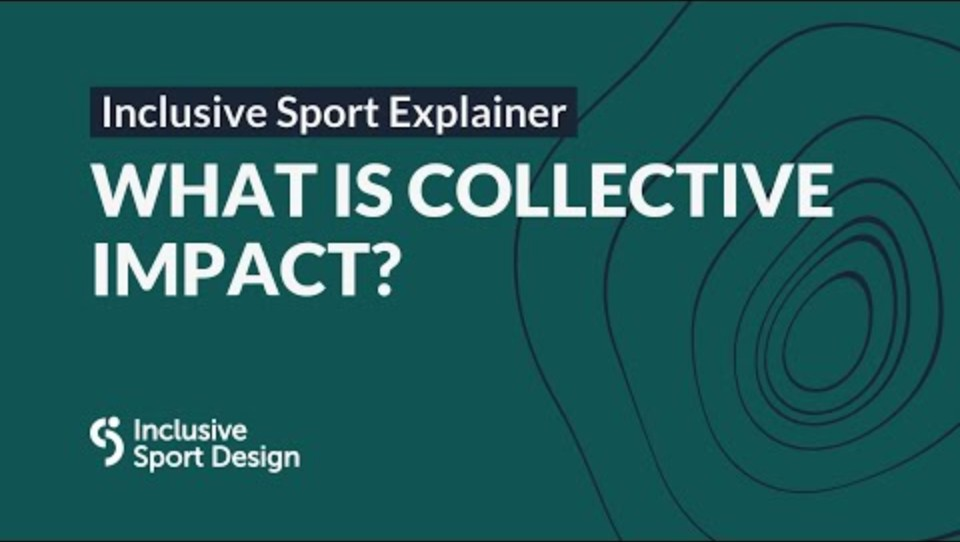 Inclusive Sport Explainer
WHAT IS COLLECTIVE
IMPACT?
Inclusive
Sport Design